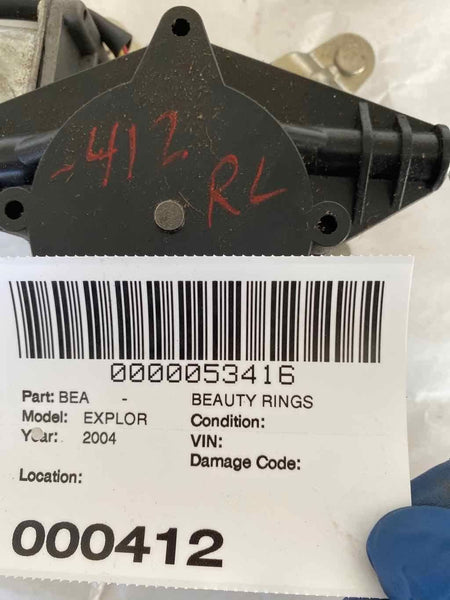 -412
RL
0000053416
Part: BEA - BEAUTY RINGS
Model: EXPLOR Condition:
Year: 2004 VIN:
Damage Code:
Location:
000412